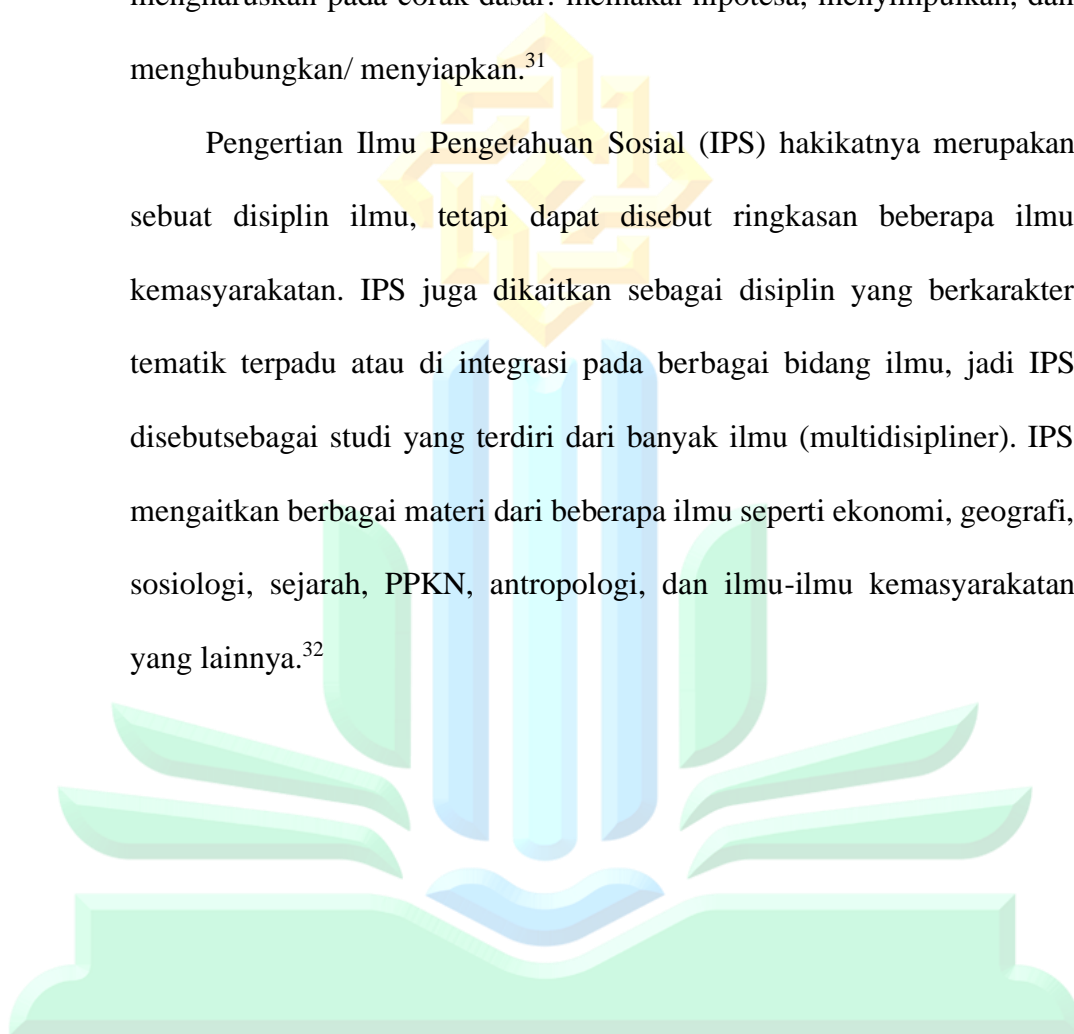 mengharuskan pada corak dasar: memakai hipotesa, menyimpulkan, dan
menghubungkan/ menyiapkan.31
Pengertian Ilmu Pengetahuan Sosial (IPS) hakikatnya merupakan
sebuat disiplin ilmu, tetapi dapat disebut ringkasan beberapa ilmu
kemasyarakatan. IPS juga dikaitkan sebagai disiplin yang berkarakter
tematik terpadu atau di integrasi pada berbagai bidang ilmu, jadi IPS
disebutsebagai studi yang terdiri dari banyak ilmu (multidisipliner). IPS
mengaitkan berbagai materi dari beberapa ilmu seperti ekonomi, geografi,
sosiologi, sejarah, PPKN, antropologi, dan ilmu-ilmu kemasyarakatan
yang lainnya.32